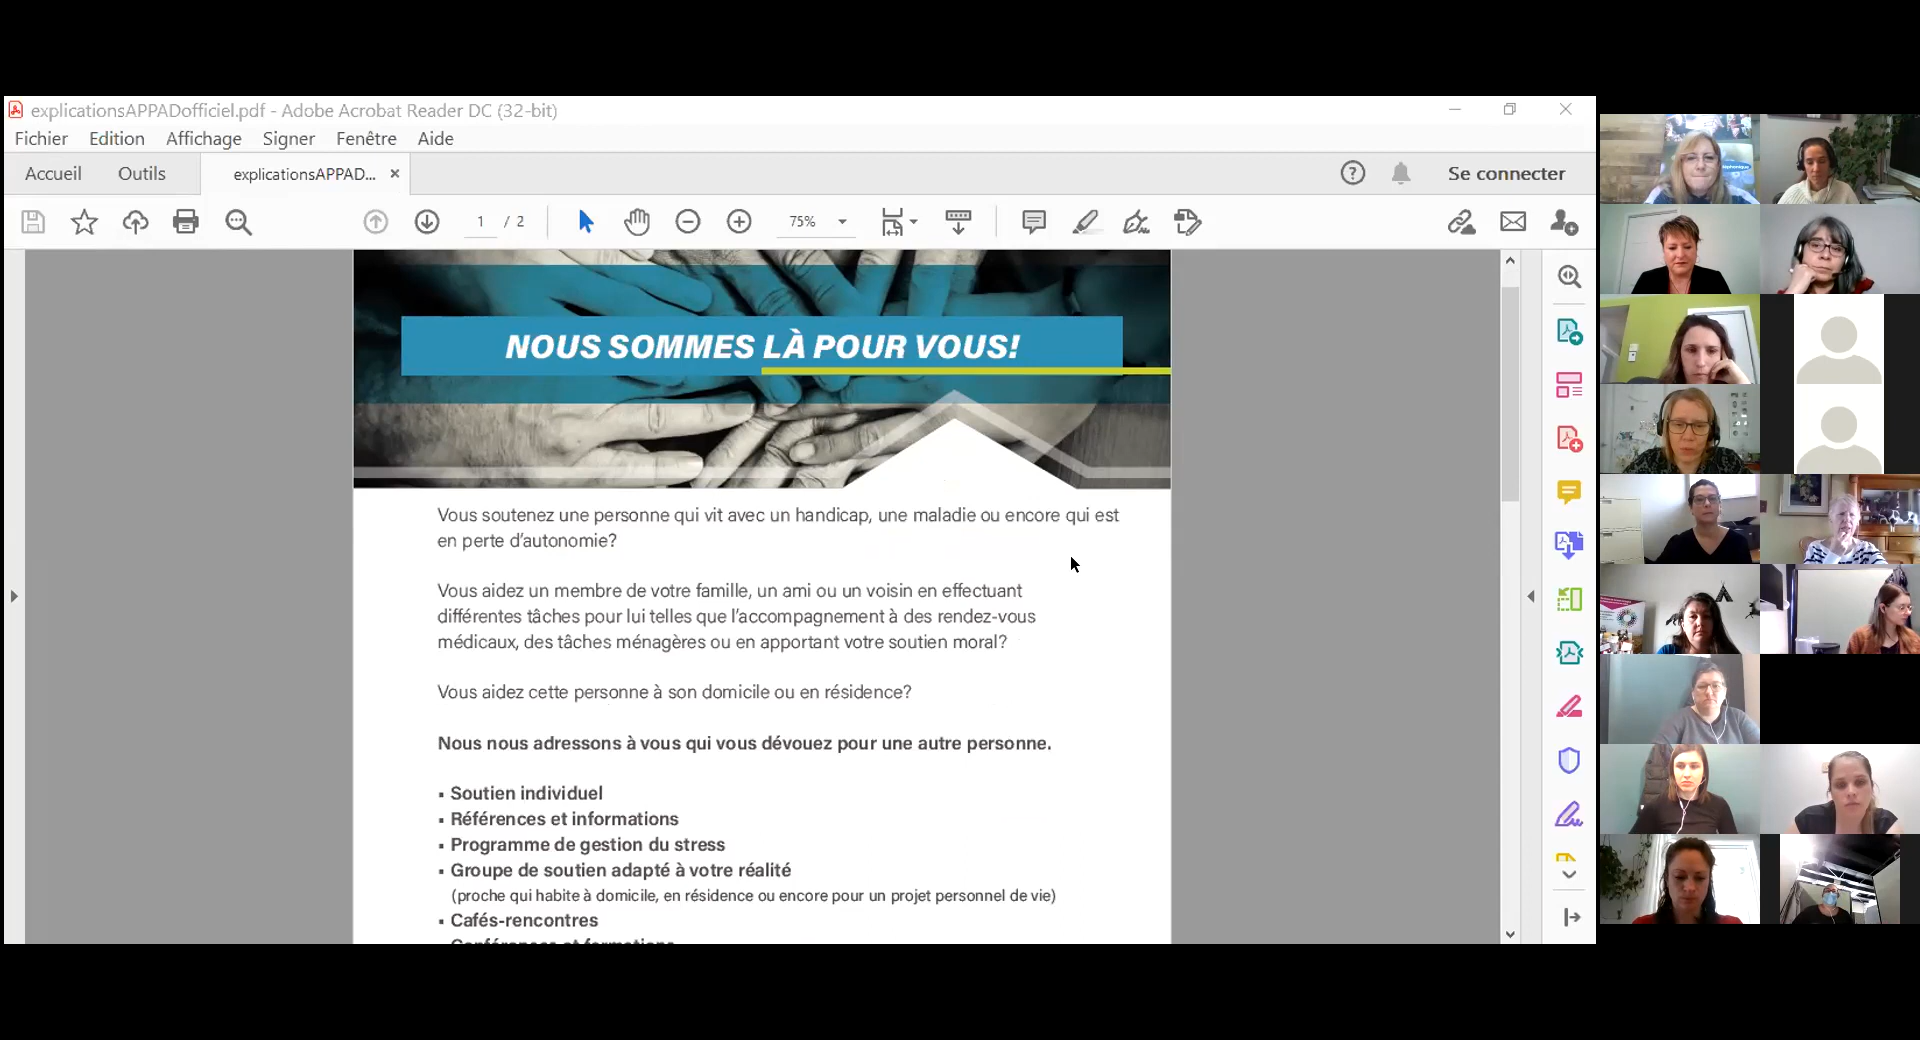 explicationsAPPADofficiel.pdf - Adobe Acrobat Reader DC (32-bit)
Fichier Edition Affichage Signer Fenêtre Aide
Accueil Outils explicationsAPPAD... × Se connecter
1 / 2 75%
NOUS SOMMES LÀ POUR VOUS!
Vous soutenez une personne qui vit avec un handicap, une maladie ou encore qui est
en perte d’autonomie?
Vous aidez un membre de votre famille, un ami ou un voisin en effectuant
différentes tâches pour lui telles que l’accompagnement à des rendez-vous
médicaux, des tâches ménagères ou en apportant votre soutien moral?
Vous aidez cette personne à son domicile ou en résidence?
Nous nous adressons à vous qui vous dévouez pour une autre personne.
▪ Soutien individuel
▪ Références et informations
▪ Programme de gestion du stress
▪ Groupe de soutien adapté à votre réalité
(proche qui habite à domicile, en résidence ou encore pour un projet personnel de vie)
▪ Cafés-rencontres
▪ Conférences et formations